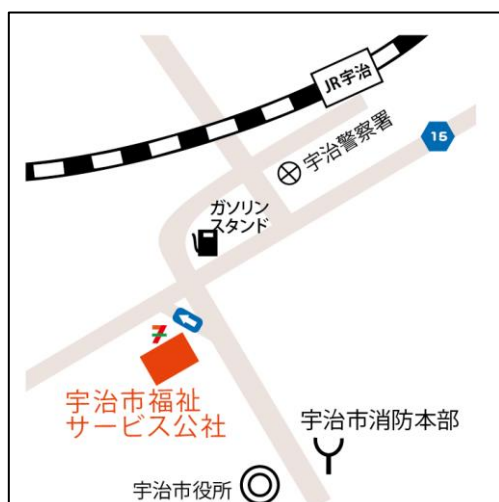 JR宇治
15
宇治警察署
ガソリン
スタンド
7
宇治市福祉
サービス公社
宇治市消防本部
宇治市役所